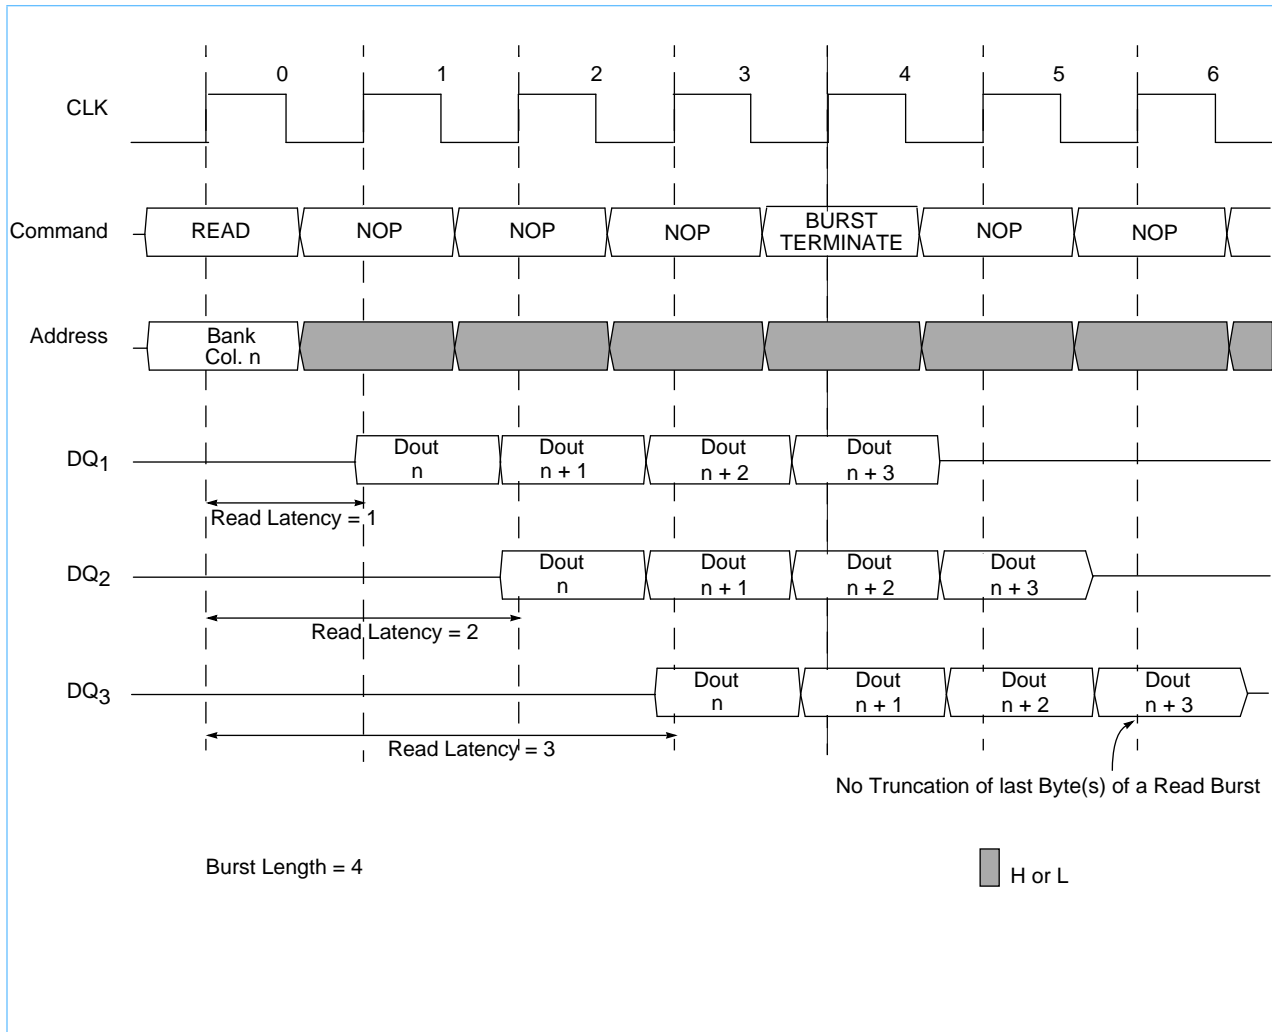 0 1 2 3 4 5 6
CLK
Command READ NOP NOP NOP BURST TERMINATE NOP NOP
Address Bank Col. n
DQ1 Dout n Dout n + 1 Dout n + 2 Dout n + 3
Read Latency = 1
DQ2 Dout n Dout n + 1 Dout n + 2 Dout n + 3
Read Latency = 2
DQ3 Dout n Dout n + 1 Dout n + 2 Dout n + 3
Read Latency = 3
No Truncation of last Byte(s) of a Read Burst
Burst Length = 4
H or L